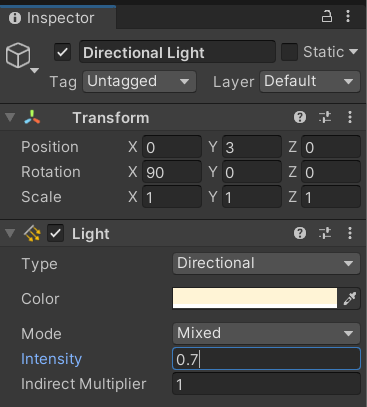 Inspector
Directional Light Static
Tag Untagged Layer Default
Transform
Position X 0 Y 3 Z 0
Rotation X 90 Y 0 Z 0
Scale X 1 Y 1 Z 1
Light
Type Directional
Color
Mode Mixed
Intensity 0.7
Indirect Multiplier 1